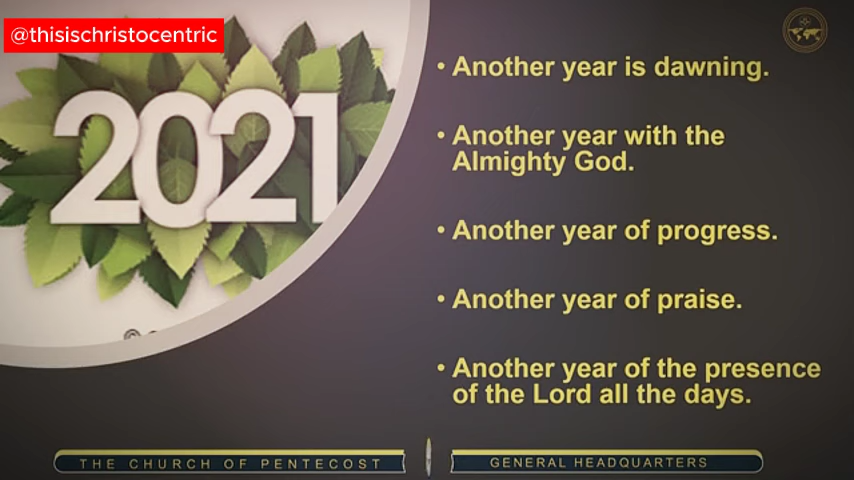 @thisischristocentric
2021
• Another year is dawning.
• Another year with the
Almighty God.
• Another year of progress.
• Another year of praise.
• Another year of the presence
of the Lord all the days.
THE CHURCH OF PENTECOST
GENERAL HEADQUARTERS